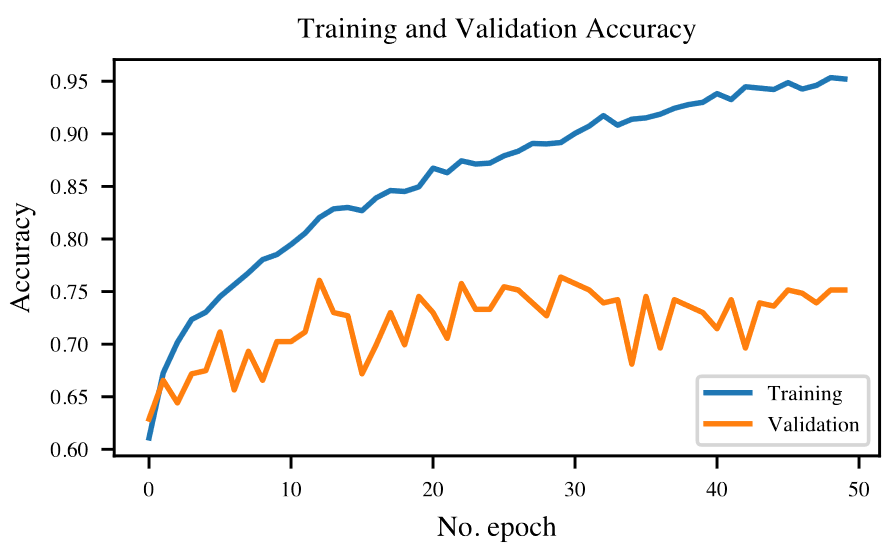 Training and Validation Accuracy
Accuracy
0.95
0.90
0.85
0.80
0.75
0.70
0.65
0.60
Training
Validation
0 10 20 30 40 50
No. epoch